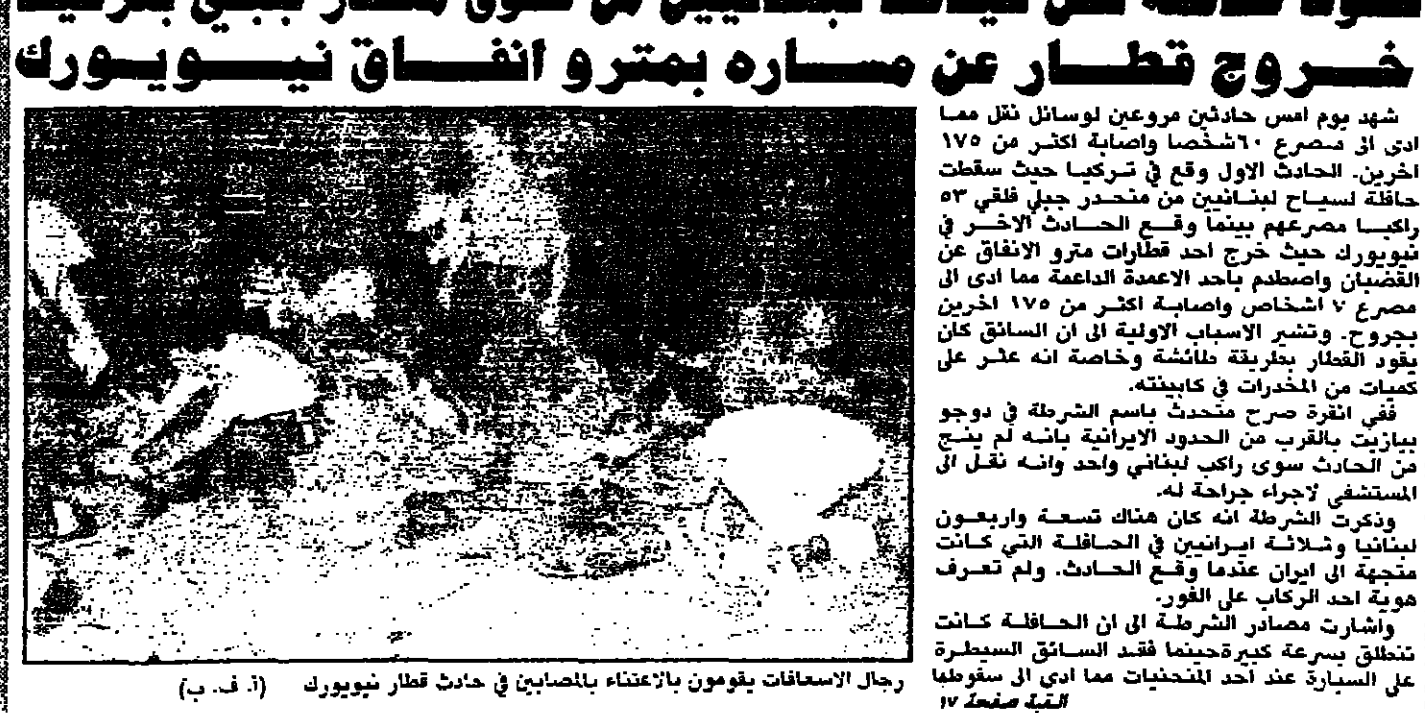 خروج قطار عن مساره بمترو انفاق نيويورك
شهد يوم امس حادثين مروعين لوسائل نقل مما
ادى الى مصرع ٦٠ شخصا واصابة اكثر من ١٧٥
اخرين. الحادث الاول وقع في تركيا حيث سقطت
حافلة لسياح لبنانيين من منحدر جبلي فلقي ٥٣
راكبا مصرعهم بينما وقع الحادث الاخر في
نيويورك حيث خرج احد قطارات مترو الانفاق عن
القضبان واصطدم باحد الاعمدة الداعمة مما ادى الى
مصرع ٧ اشخاص واصابة اكثر من ١٧٥ اخرين
بجروح. وتشير الاسباب الاولية الى ان السائق كان
يقود القطار بطريقة طائشة وخاصة انه عثر على
كميات من المخدرات في كابينته.
ففي انقرة صرح متحدث باسم الشرطة في دوجو
بيازيت بالقرب من الحدود الايرانية بانه لم ينج
من الحادث سوى راكب لبناني واحد وانه نقل الى
المستشفى لاجراء جراحة له.
وذكرت الشرطة انه كان هناك تسعة واربعون
لبنانيا وثلاثة ايرانيين في الحافلة التي كانت
متجهة الى ايران عندما وقع الحادث. ولم تعرف
هوية احد الركاب على الفور.
واشارت مصادر الشرطة الى ان الحافلة كانت
تنطلق بسرعة كبيرة حينما فقد السائق السيطرة
على السيارة عند احد المنحنيات مما ادى الى سقوطها
البقية صفحة ١٧
رجال الاسعافات يقومون بالاعتناء بالمصابين في حادث قطار نيويورك (أ. ف. ب)